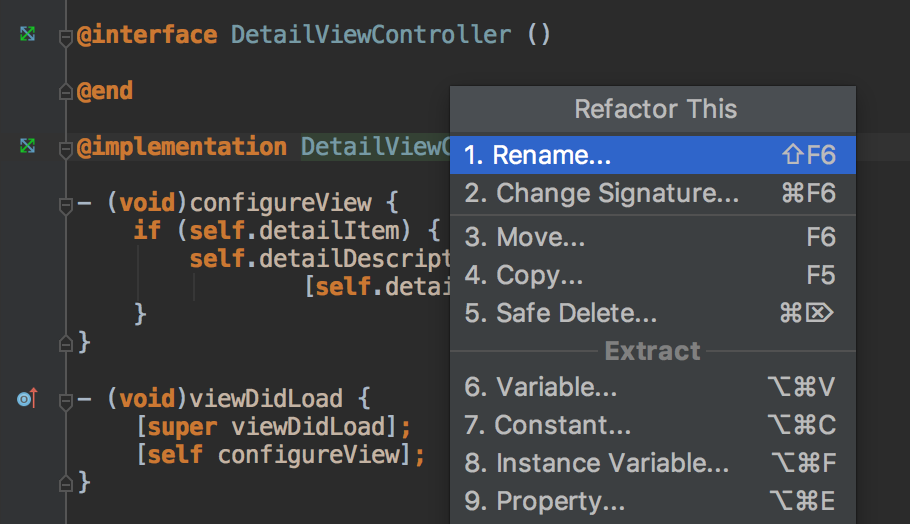 @interface DetailViewController ()
@end
@implementation DetailViewC
- (void)configureView {
if (self.detailItem) {
self.detailDescript
[self.detai
}
}
- (void)viewDidLoad {
[super viewDidLoad];
[self configureView];
}
Refactor This
1. Rename... ⇧F6
2. Change Signature... ⌘F6
3. Move... F6
4. Copy... F5
5. Safe Delete... ⌘⌦
Extract
6. Variable... ⌥⌘V
7. Constant... ⌥⌘C
8. Instance Variable... ⌥⌘F
9. Property... ⌥⌘E